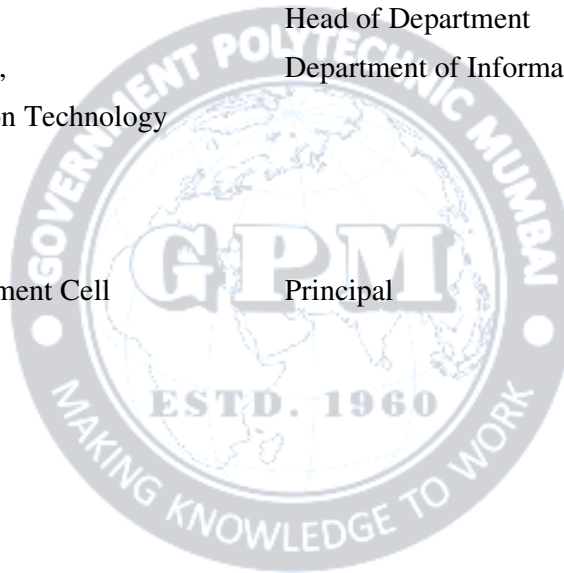 Head of Department
, Department of Informa
on Technology
GOVERNMENT POLYTECHNIC MUMBAI
GPM
ment Cell Principal
ESTD. 1960
MAKING KNOWLEDGE TO WORK